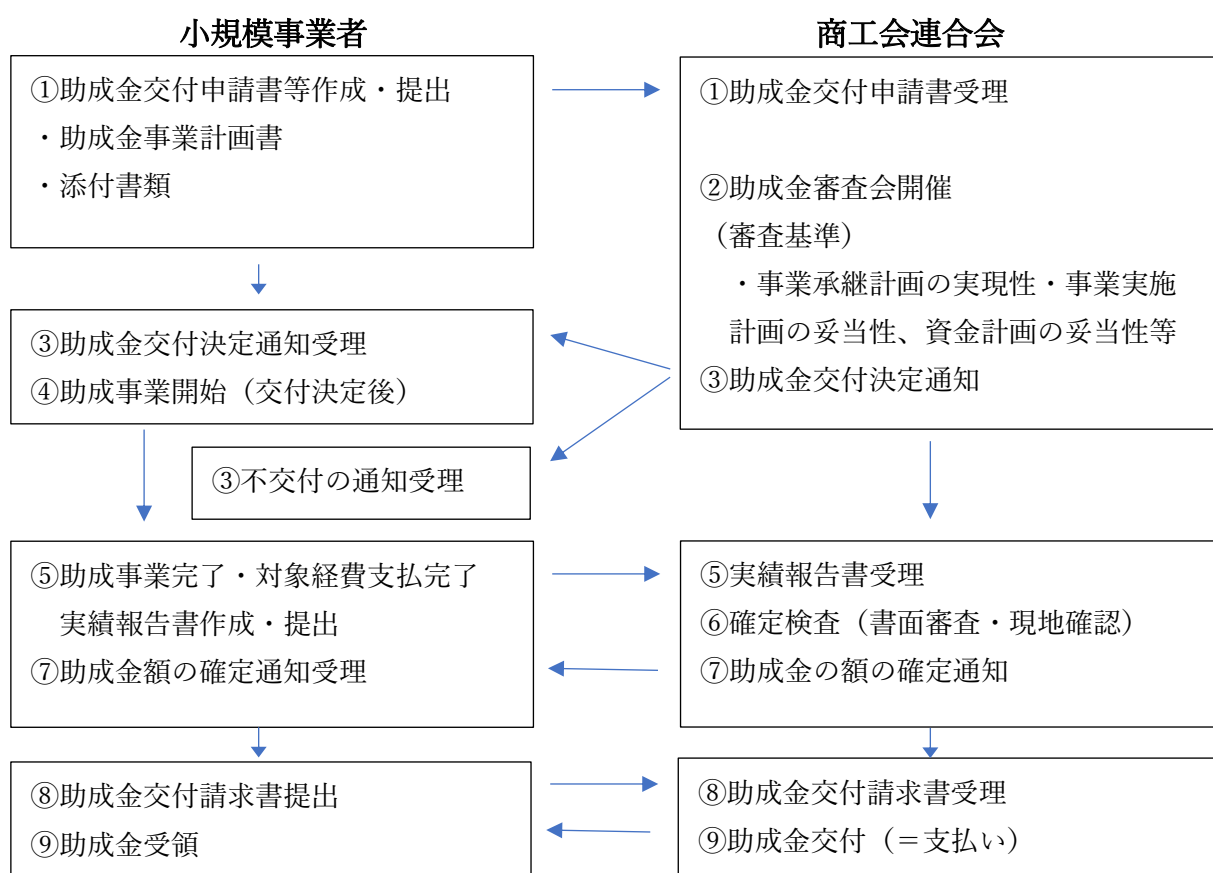 小規模事業者
商工会連合会
①助成金交付申請書等作成・提出
・助成金事業計画書
・添付書類
①助成金交付申請書受理
②助成金審査会開催
（審査基準）
・事業承継計画の実現性・事業実施
計画の妥当性、資金計画の妥当性等
③助成金交付決定通知
③助成金交付決定通知受理
④助成事業開始（交付決定後）
③不交付の通知受理
⑤助成事業完了・対象経費支払完了
実績報告書作成・提出
⑦助成金額の確定通知受理
⑤実績報告書受理
⑥確定検査（書面審査・現地確認）
⑦助成金の額の確定通知
⑧助成金交付請求書提出
⑨助成金受領
⑧助成金交付請求書受理
⑨助成金交付（＝支払い）